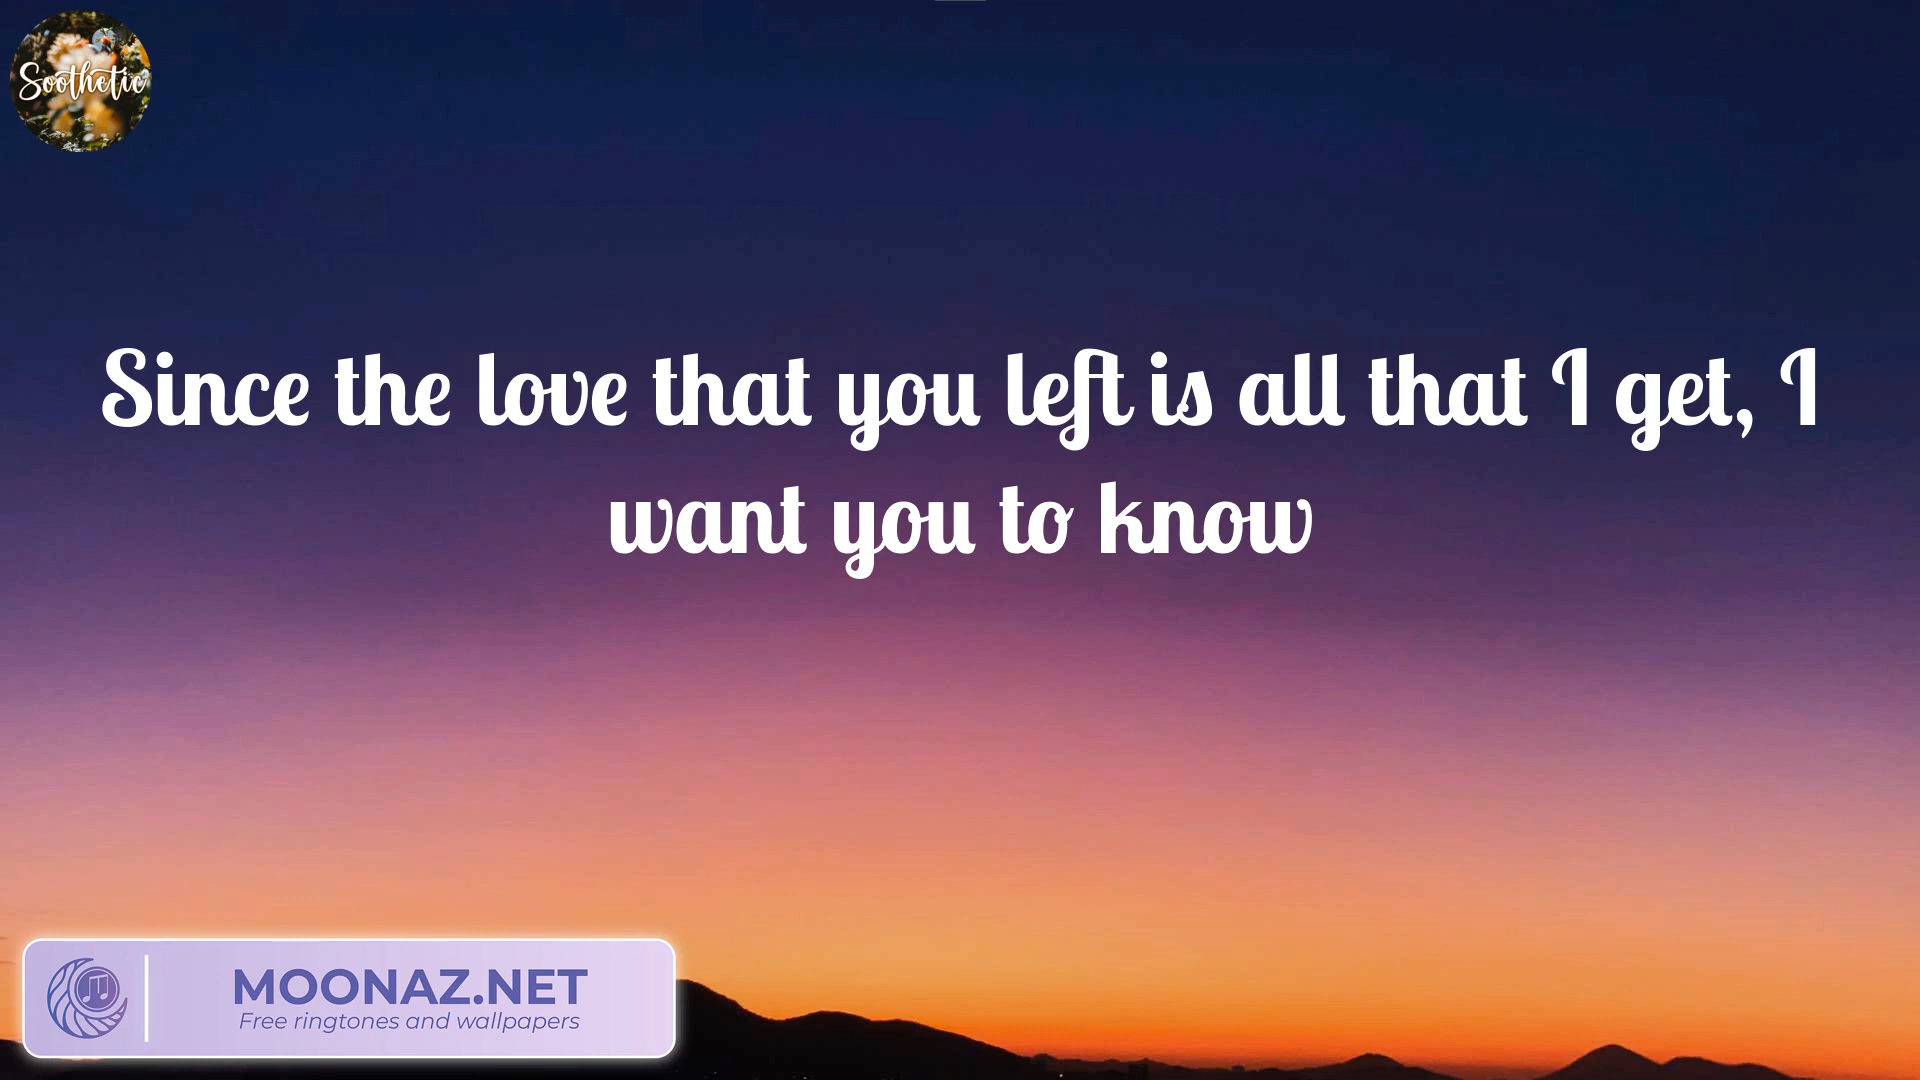 Soothetic
Since the love that you left is all that I get, I
want you to know
MOONAZ.NET
Free ringtones and wallpapers